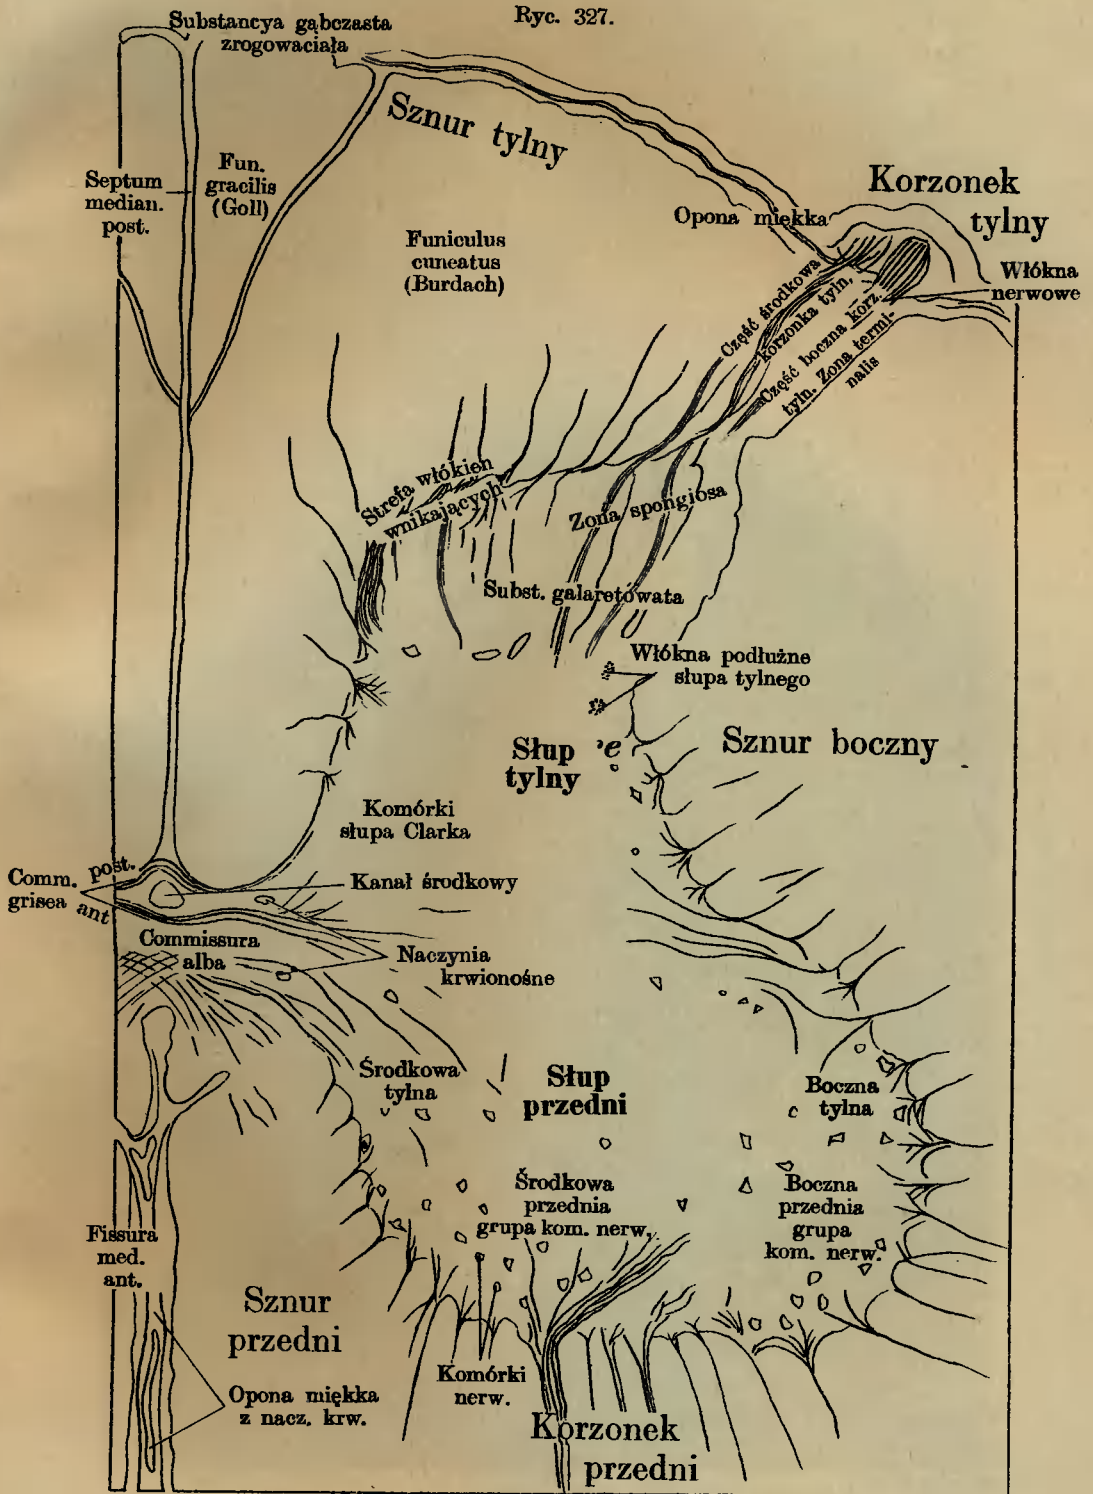 Ryc. 327.
Substancya gąbczasta
zrogowaciała
Sznur tylny
Septum
median.
post.
Fun.
gracilis
(Goll)
Funiculus
cuneatus
(Burdach)
Opona miękka
Korzonek
tylny
Włókna
nerwowe
Część środkowa
korzonka tyln.
Część boczna korz.
tyln. Zona termi-
nalis
Strefa włókien
wnikających
Zona spongiosa
Subst. galaretowata
Włókna podłużne
słupa tylnego
Słup
tylny
'e
Sznur boczny
Komórki
słupa Clarka
Comm. post.
grisea ant
Kanał środkowy
Commissura
alba
Naczynia
krwionośne
Środkowa
tylna
Słup
przedni
Boczna
tylna
Środkowa
przednia
grupa kom. nerw.
Boczna
przednia
grupa
kom. nerw.
Fissura
med.
ant.
Sznur
przedni
Komórki
nerw.
Opona miękka
z nacz. krw.
Korzonek
przedni